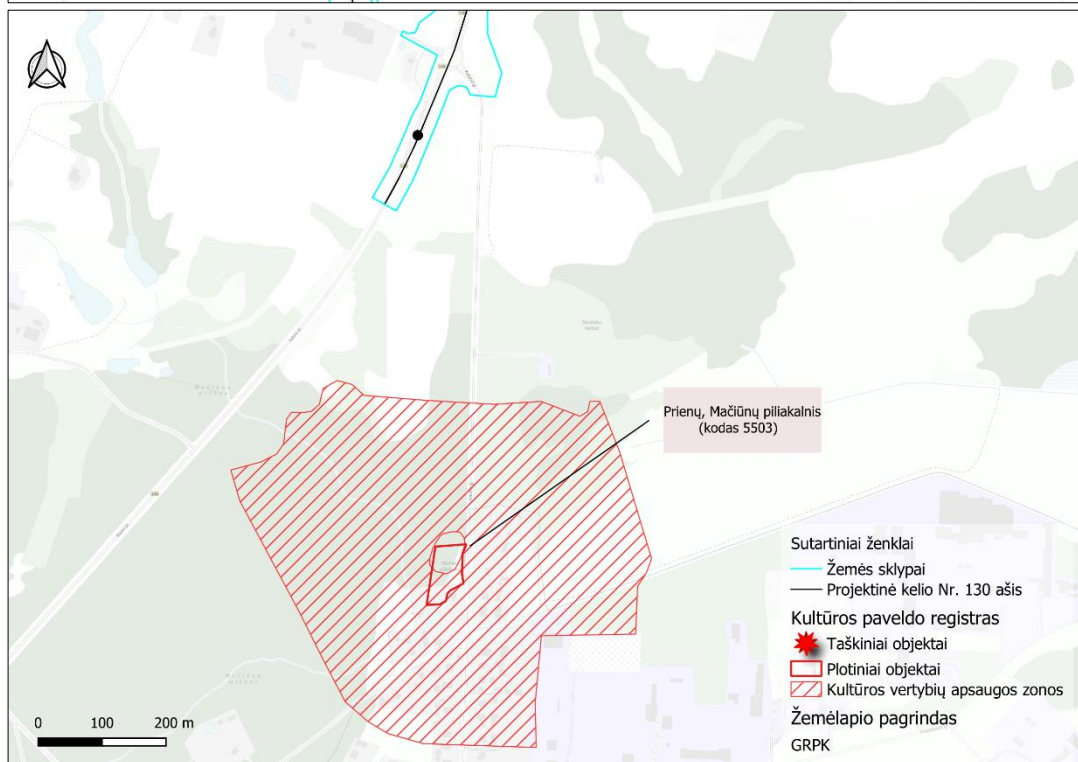 Prienų, Mačiūnų piliakalnis
(kodas 5503)
Sutartiniai ženklai
Žemės sklypai
Projektinė kelio Nr. 130 ašis
Kultūros paveldo registras
Taškiniai objektai
Plotiniai objektai
Kultūros vertybių apsaugos zonos
Žemėlapio pagrindas
GRPK
0 100 200 m